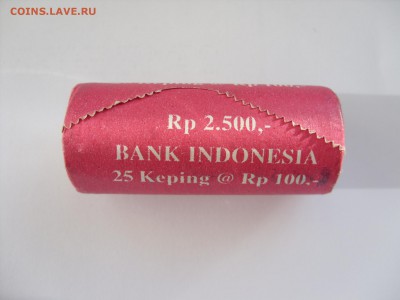 COINS.LAVE.RU
Rp 2.500,-
BANK INDONESIA
25 Keping @ Rp 100,-